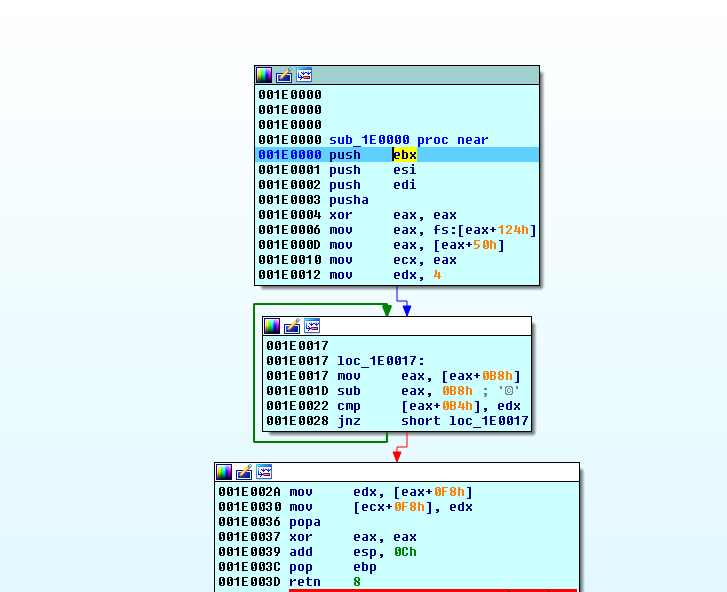 001E0000
001E0000
001E0000
001E0000 sub_1E0000 proc near
001E0000 push    ebx
001E0001 push    esi
001E0002 push    edi
001E0003 pusha
001E0004 xor     eax, eax
001E0006 mov     eax, fs:[eax+124h]
001E000D mov     eax, [eax+50h]
001E0010 mov     ecx, eax
001E0012 mov     edx, 4
001E0017
001E0017 loc_1E0017:
001E0017 mov     eax, [eax+0B8h]
001E001D sub     eax, 0B8h ; '©'
001E0022 cmp     [eax+0B4h], edx
001E0028 jnz     short loc_1E0017
001E002A mov     edx, [eax+0F8h]
001E0030 mov     [ecx+0F8h], edx
001E0036 popa
001E0037 xor     eax, eax
001E0039 add     esp, 0Ch
001E003C pop     ebp
001E003D retn    8